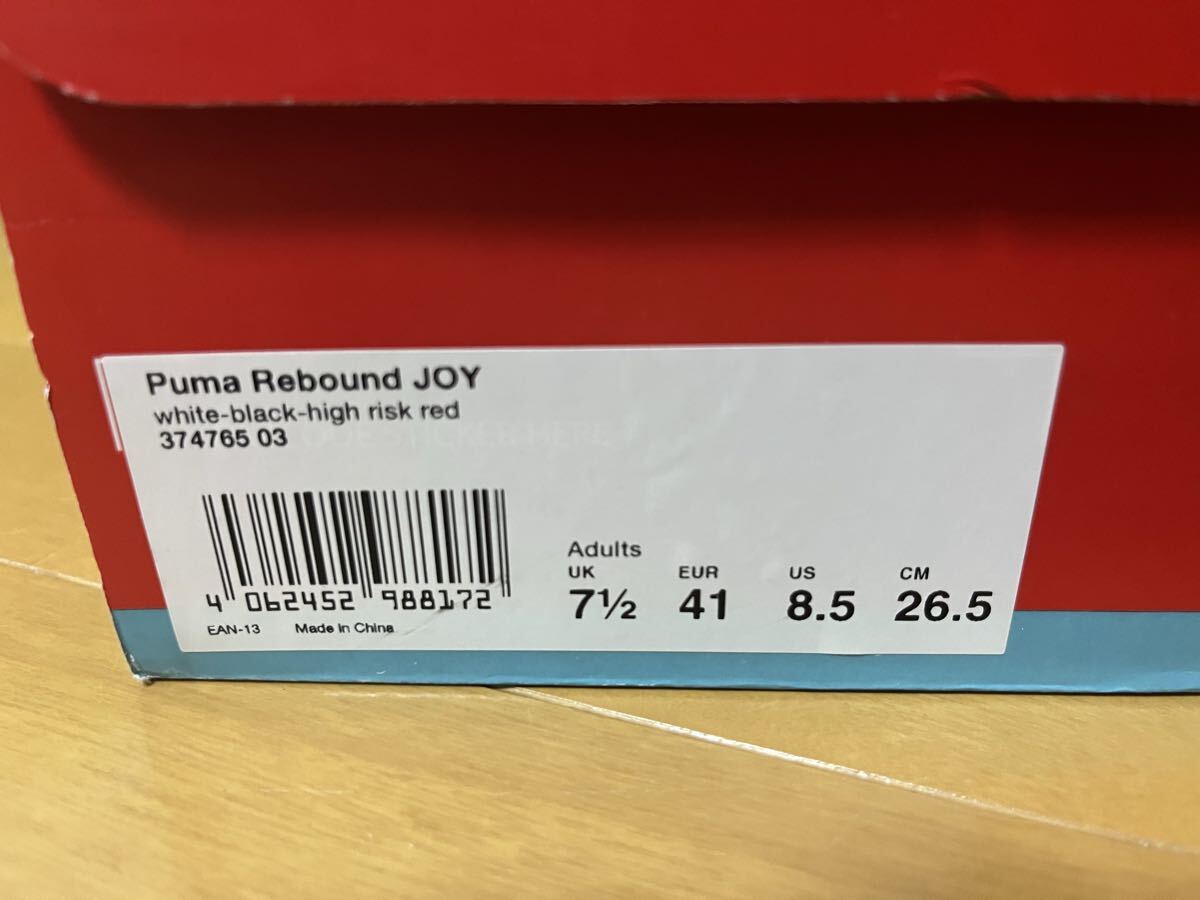 Puma Rebound JOY
white-black-high risk red
374765 03
Adults
UK EUR US CM
7½ 41 8.5 26.5
4 062452 988172
EAN-13 Made in China